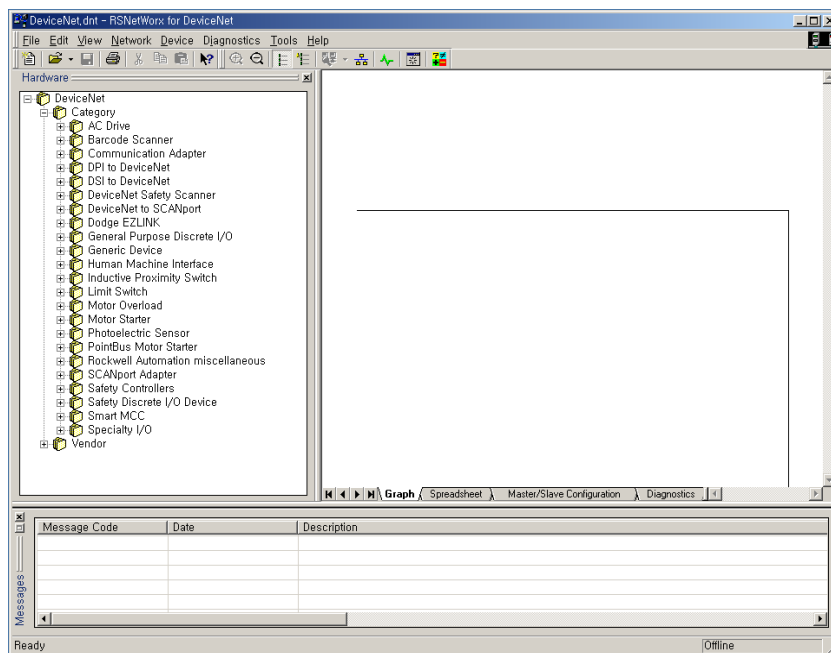 DeviceNet.dnt - RSNetWorx for DeviceNet
File Edit View Network Device Diagnostics Tools Help
Hardware
DeviceNet
Category
AC Drive
Barcode Scanner
Communication Adapter
DPI to DeviceNet
DSI to DeviceNet
DeviceNet Safety Scanner
DeviceNet to SCANport
Dodge EZLINK
General Purpose Discrete I/O
Generic Device
Human Machine Interface
Inductive Proximity Switch
Limit Switch
Motor Overload
Motor Starter
Photoelectric Sensor
PointBus Motor Starter
Rockwell Automation miscellaneous
SCANport Adapter
Safety Controllers
Safety Discrete I/O Device
Smart MCC
Specialty I/O
Vendor
Graph Spreadsheet Master/Slave Configuration Diagnostics
Messages
Message Code Date Description
Ready Offline